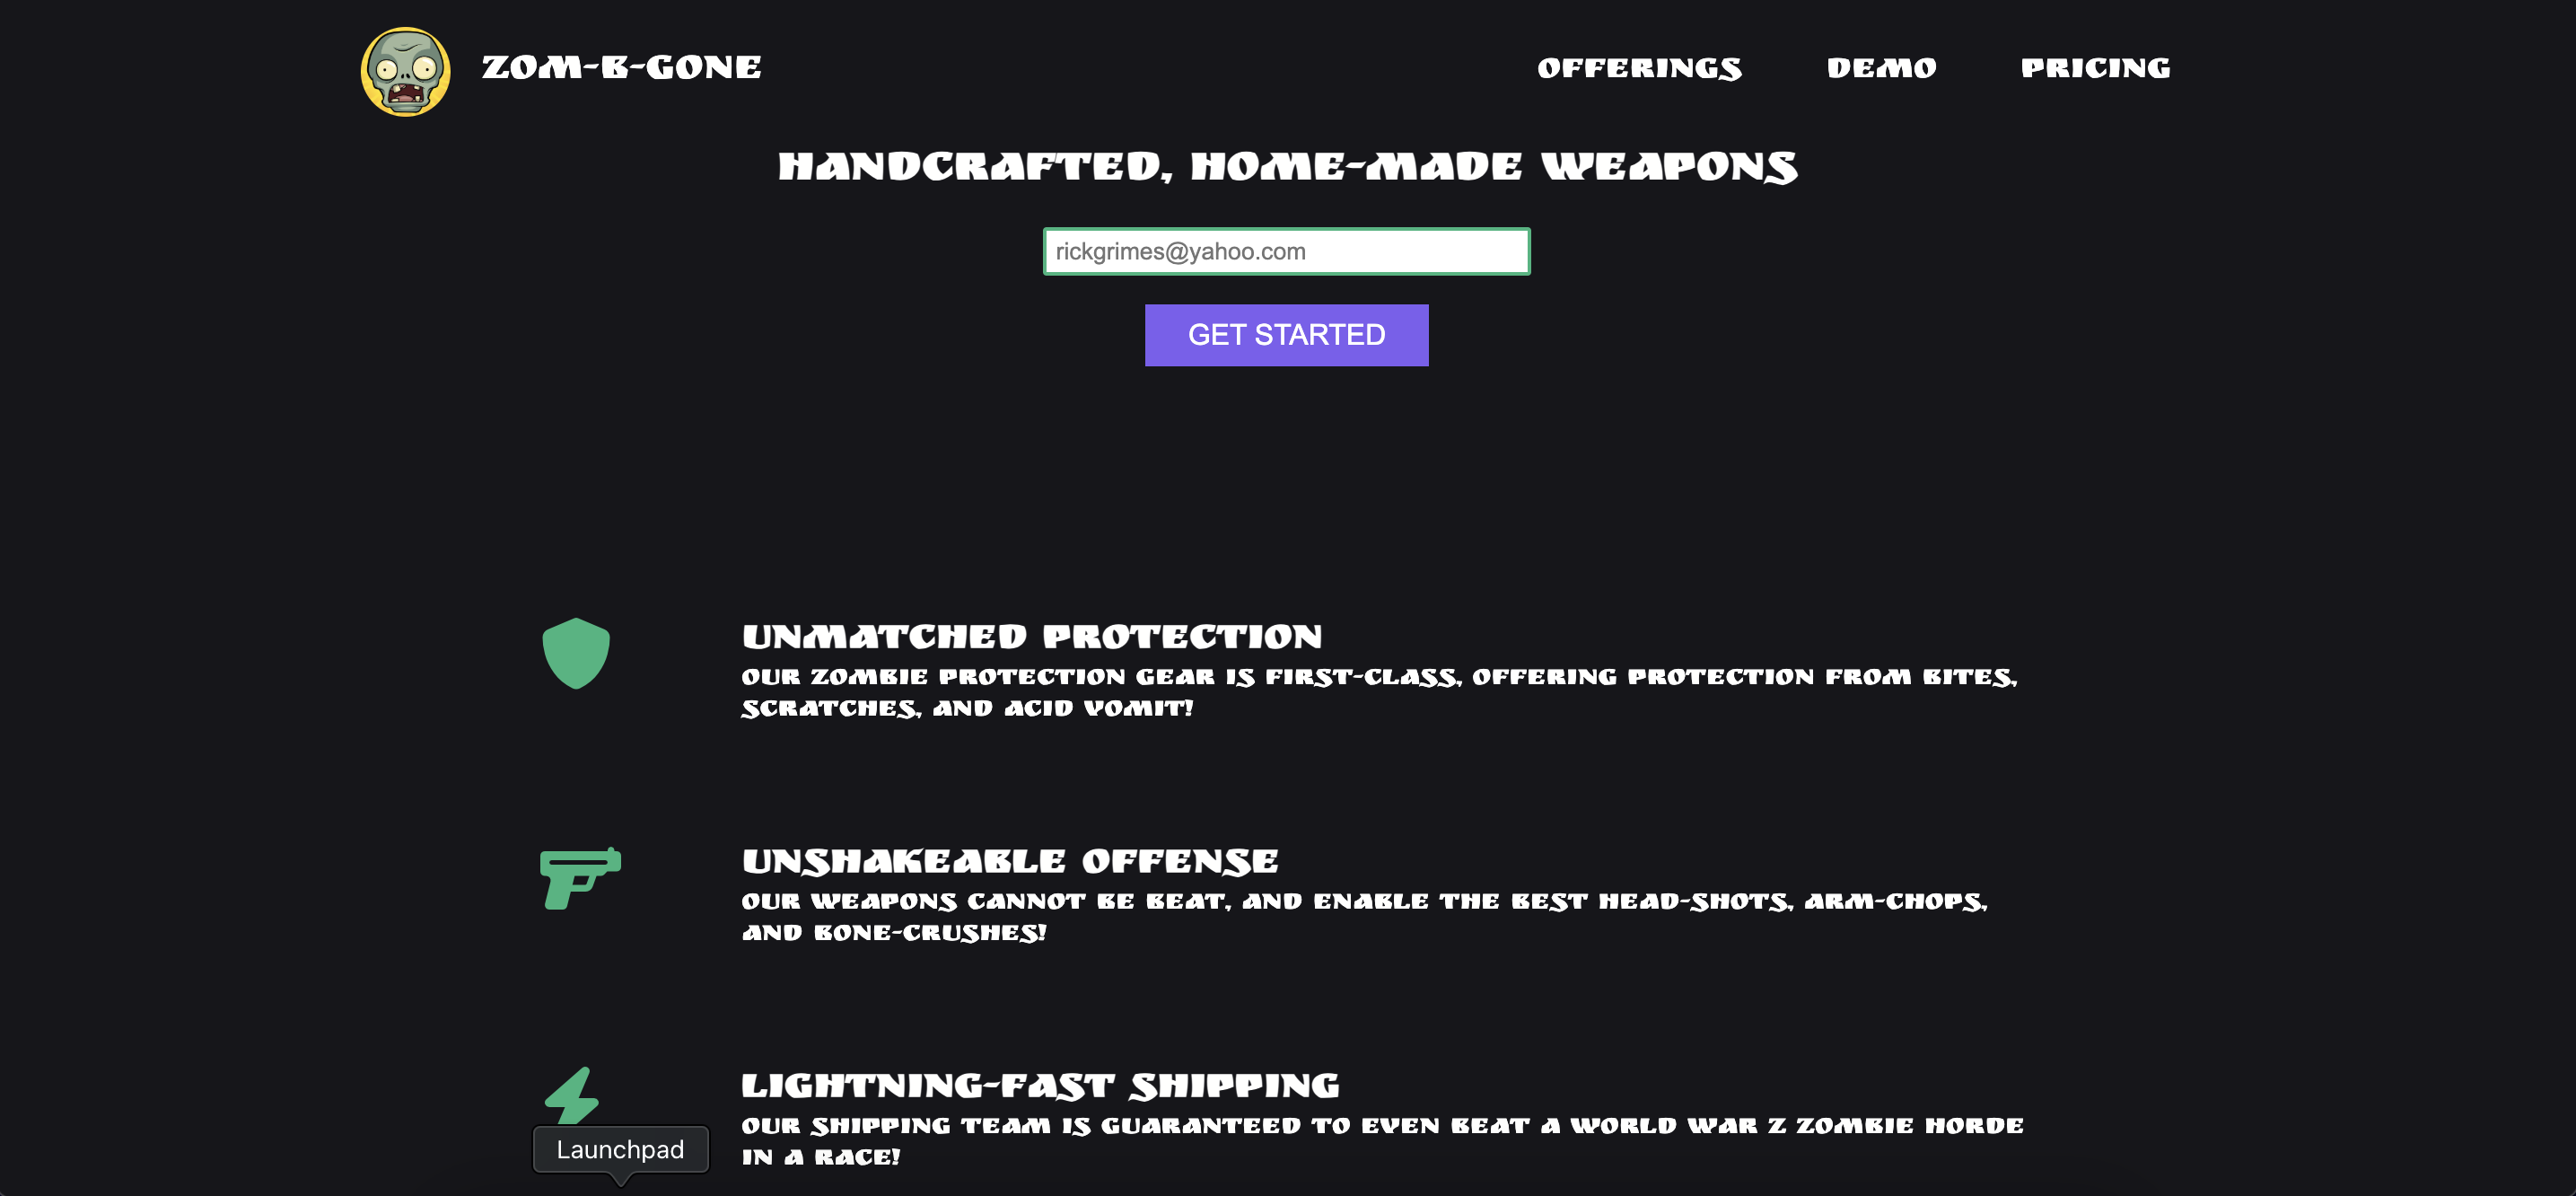 ZOM-B-GONE
OFFERINGS DEMO PRICING
HANDCRAFTED, HOME-MADE WEAPONS
rickgrimes@yahoo.com
GET STARTED
UNMATCHED PROTECTION
OUR ZOMBIE PROTECTION GEAR IS FIRST-CLASS, OFFERING PROTECTION FROM BITES,
SCRATCHES, AND ACID VOMIT!
UNSHAKEABLE OFFENSE
OUR WEAPONS CANNOT BE BEAT, AND ENABLE THE BEST HEAD-SHOTS, ARM-CHOPS,
AND BONE-CRUSHES!
LIGHTNING-FAST SHIPPING
OUR SHIPPING TEAM IS GUARANTEED TO EVEN BEAT A WORLD WAR Z ZOMBIE HORDE
IN A RACE!
Launchpad